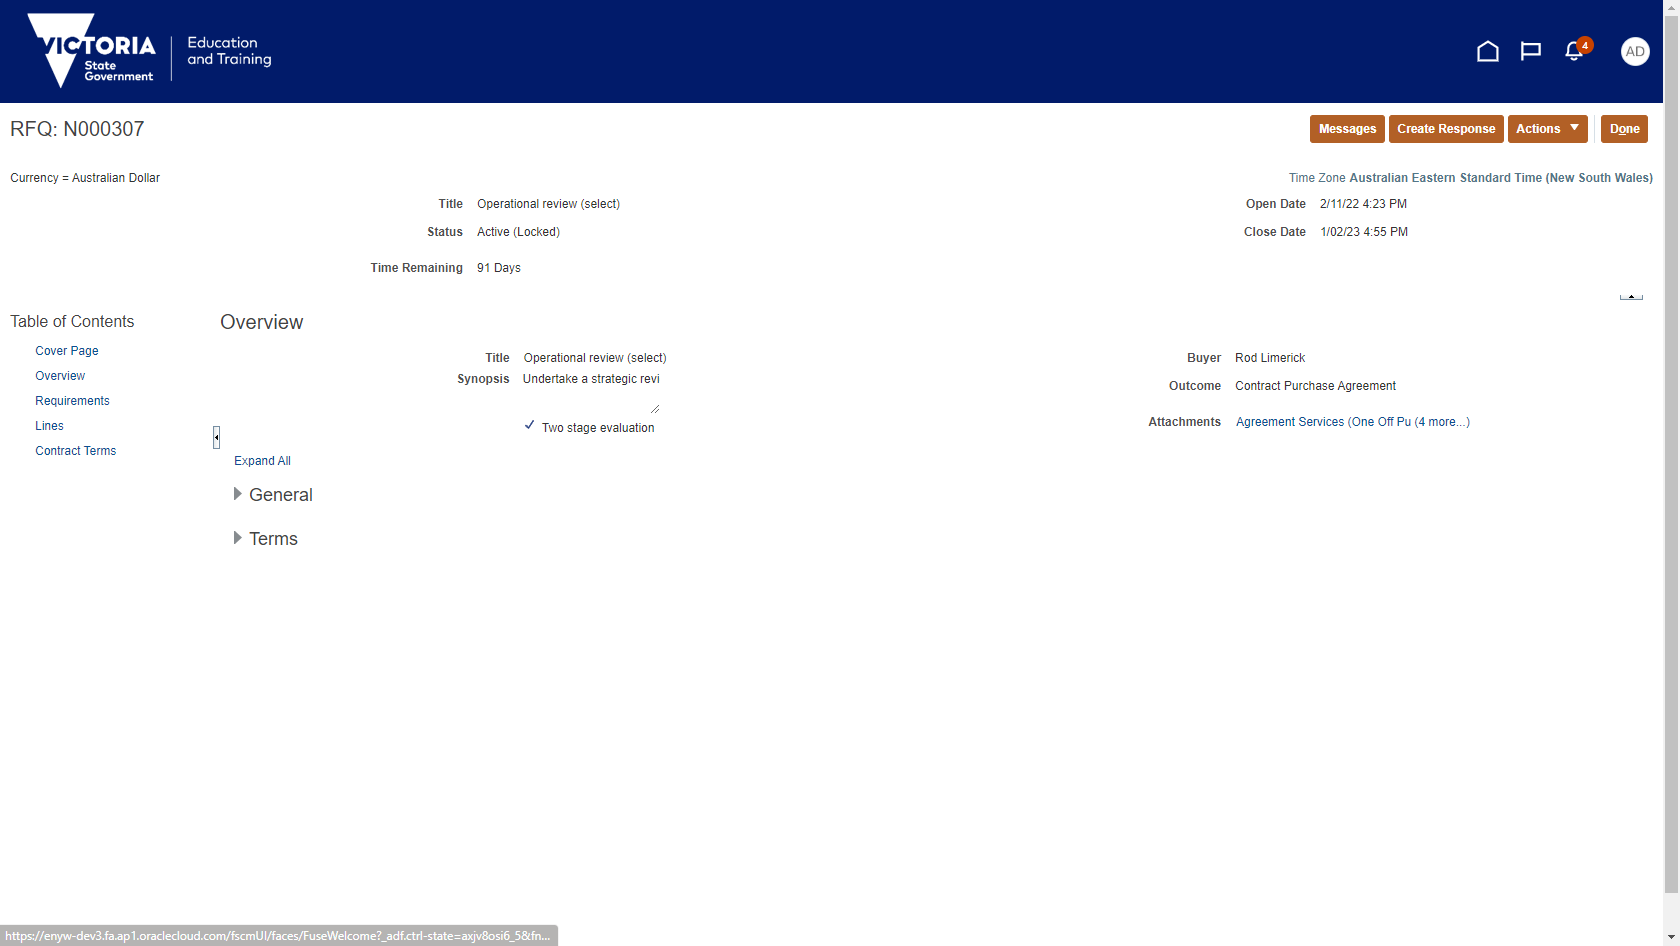 VICTORIA
State
Government
Education
and Training
4
AD
RFQ: N000307
Messages
Create Response
Actions
Done
Currency = Australian Dollar
Time Zone Australian Eastern Standard Time (New South Wales)
Title Operational review (select)
Open Date 2/11/22 4:23 PM
Status Active (Locked)
Close Date 1/02/23 4:55 PM
Time Remaining 91 Days
Table of Contents
Cover Page
Overview
Requirements
Lines
Contract Terms
Overview
Title Operational review (select)
Buyer Rod Limerick
Synopsis Undertake a strategic revi
Outcome Contract Purchase Agreement
Attachments Agreement Services (One Off Pu (4 more...)
Two stage evaluation
Expand All
General
Terms
https://enyw-dev3.fa.ap1.oraclecloud.com/fscmUI/faces/FuseWelcome?_adf.ctrl-state=axjv8osi6_5&fn...